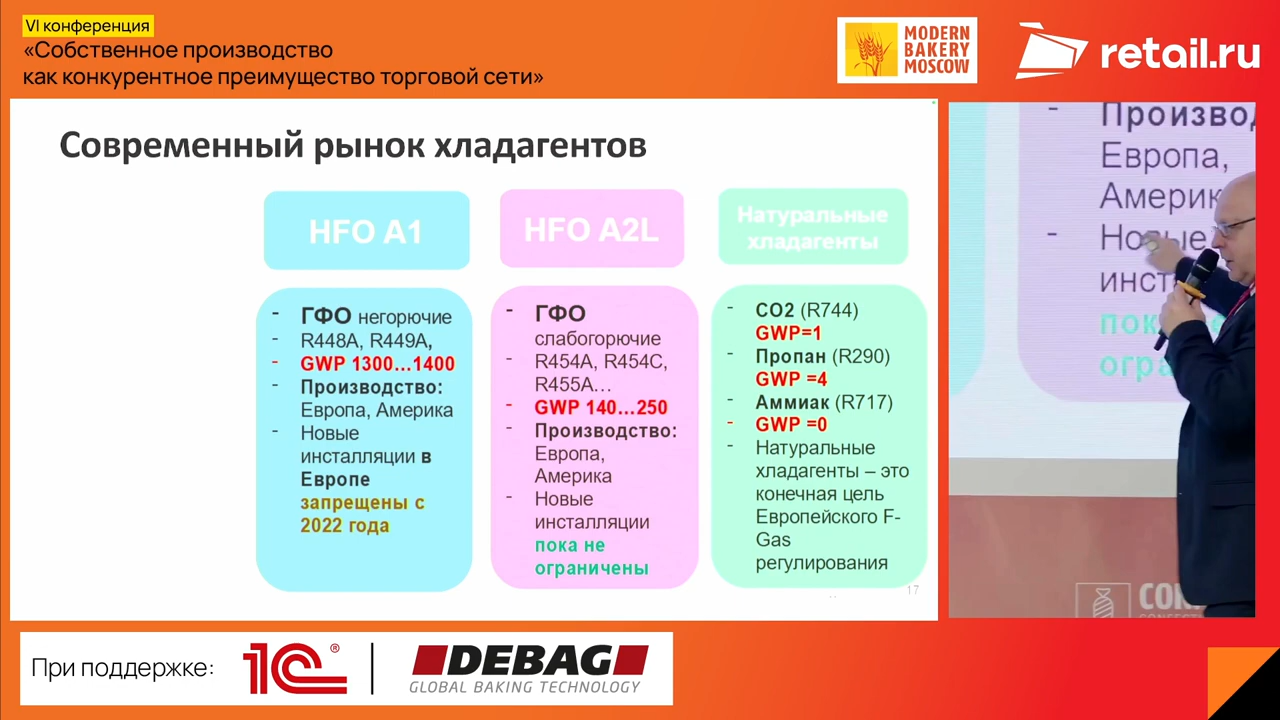 VI конференция
«Собственное производство
как конкурентное преимущество торговой сети»
MODERN
BAKERY
MOSCOW
retail.ru
Современный рынок хладагентов
HFO A1
- ГФО негорючие
- R448A, R449A,
- GWP 1300...1400
- Производство:
Европа, Америка
- Новые
инсталляции в
Европе
запрещены с
2022 года
HFO A2L
- ГФО
слабогорючие
- R454A, R454C,
R455A...
- GWP 140...250
- Производство:
Европа,
Америка
- Новые
инсталляции
пока не
ограничены
Натуральные
хладагенты
- CO2 (R744)
GWP=1
- Пропан (R290)
GWP =4
- Аммиак (R717)
- GWP =0
- Натуральные
хладагенты – это
конечная цель
Европейского F-
Gas
регулирования
17
- Произвол
Европа,
Америк
- Новые
инст
пок
огра
COM
При поддержке:
1С®
DEBAG
GLOBAL BAKING TECHNOLOGY